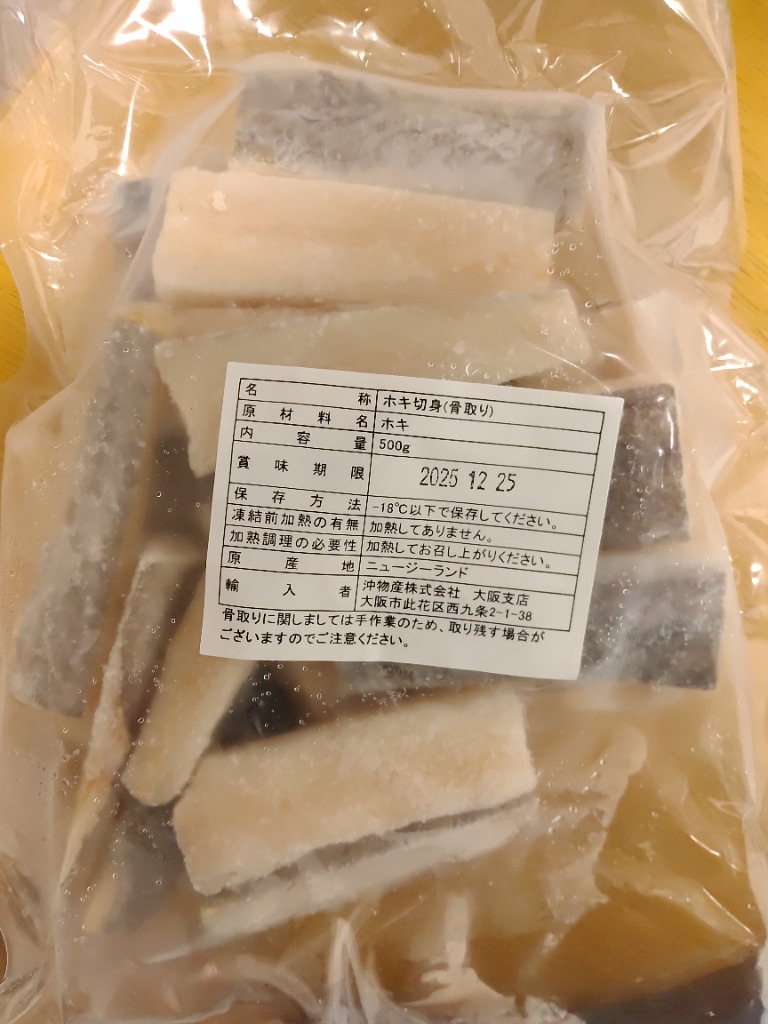 名称 ホキ切身(骨取り)
原材料名 ホキ
内容量 500g
賞味期限 2025 12 25
保存方法 -18℃以下で保存してください。
凍結前加熱の有無 加熱してありません。
加熱調理の必要性 加熱してお召し上がりください。
原産地 ニュージーランド
輸入者 沖物産株式会社 大阪支店
大阪市此花区西九条2-1-38
骨取りに関しましては手作業のため、取り残す場合が
ございますのでご注意ください。